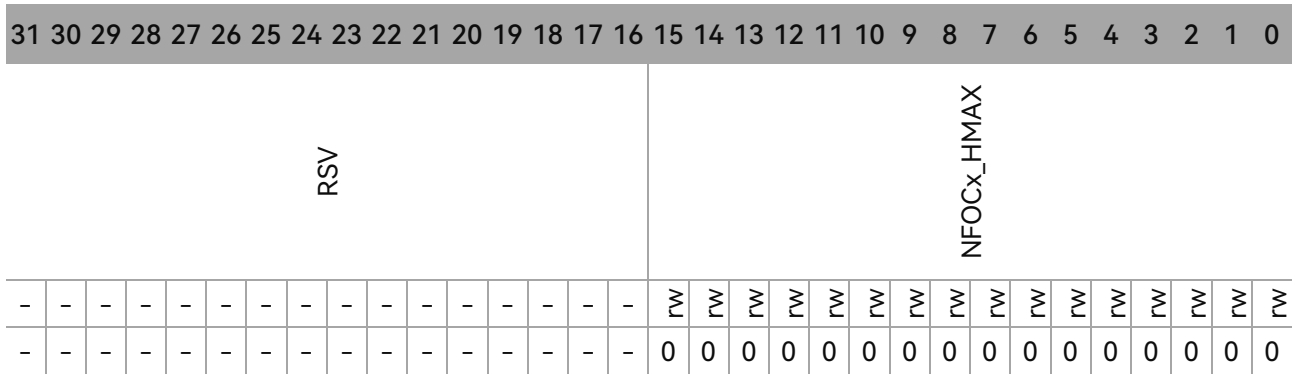 31 30 29 28 27 26 25 24 23 22 21 20 19 18 17 16 15 14 13 12 11 10 9 8 7 6 5 4 3 2 1 0
RSV NFOCx_HMAX
– – – – – – – – – – – – – – – – rw rw rw rw rw rw rw rw rw rw rw rw rw rw rw rw
– – – – – – – – – – – – – – – – 0 0 0 0 0 0 0 0 0 0 0 0 0 0 0 0